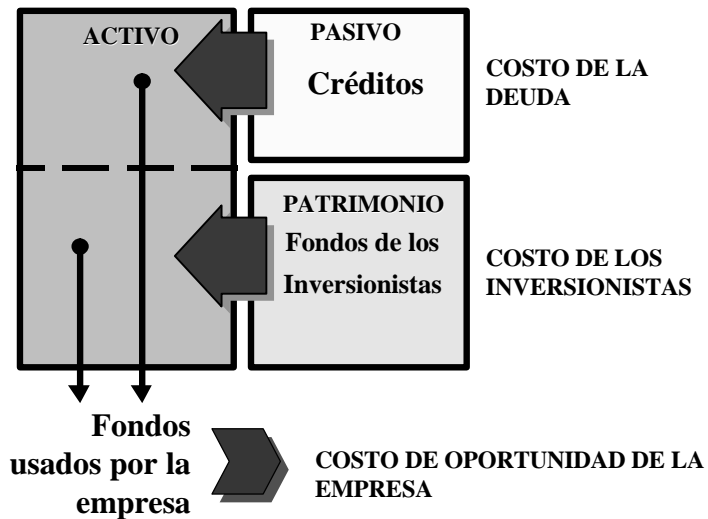 ACTIVO
PASIVO
Créditos
COSTO DE LA
DEUDA
PATRIMONIO
Fondos de los
Inversionistas
COSTO DE LOS
INVERSIONISTAS
Fondos
usados por la
empresa
COSTO DE OPORTUNIDAD DE LA
EMPRESA